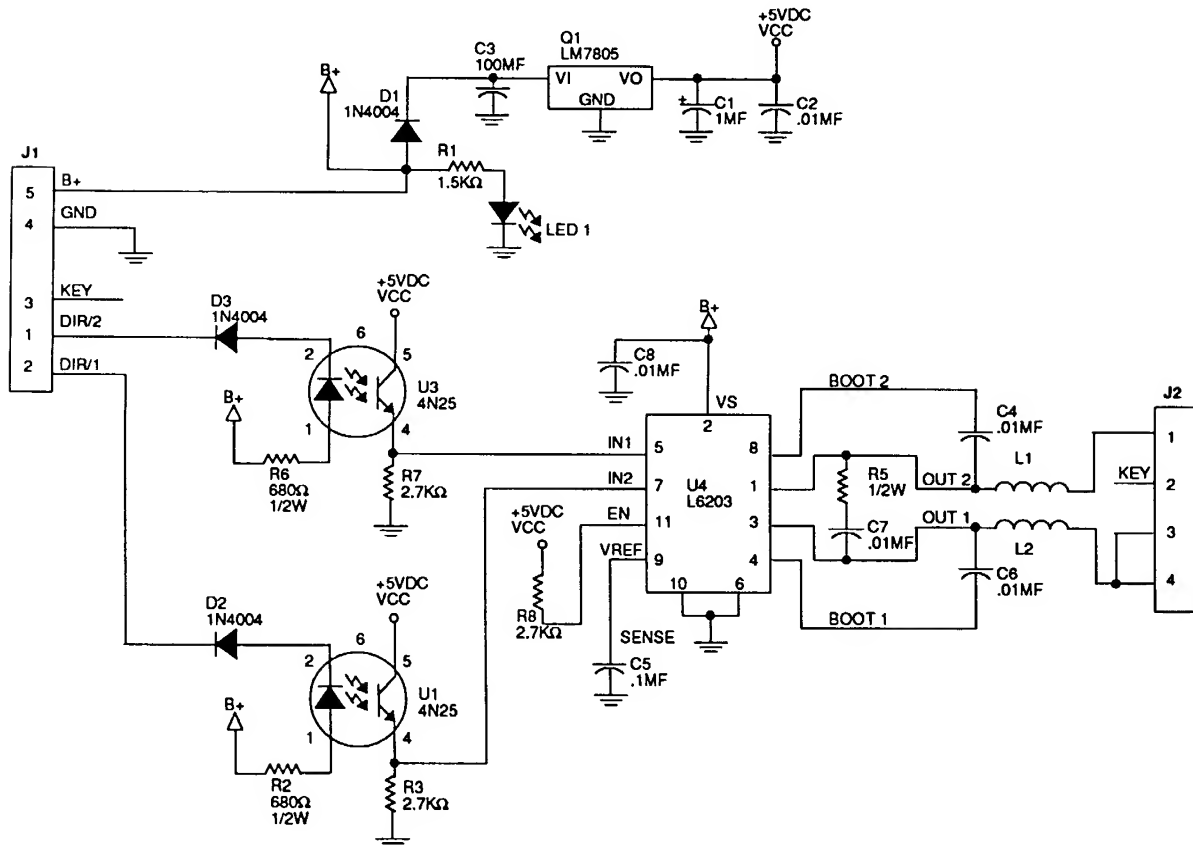 +5VDC
VCC
Q1
LM7805
C3
100MF
VI
VO
GND
B+
D1
1N4004
+
C1
1MF
C2
.01MF
J1
R1
1.5KΩ
5
B+
4
GND
LED 1
3
KEY
1
DIR/2
2
DIR/1
+5VDC
VCC
D3
1N4004
6
2
5
U3
4N25
B+
1
4
R6
680Ω
1/2W
R7
2.7KΩ
B+
C8
.01MF
VS
2
BOOT 2
C4
.01MF
J2
IN1
5
8
1
L1
IN2
7
U4
L6203
1
R5
1/2W
OUT 2
KEY
2
+5VDC
VCC
EN
11
3
C7
.01MF
OUT 1
3
VREF
9
4
L2
4
10
6
C6
.01MF
R8
2.7KΩ
BOOT 1
SENSE
C5
.1MF
+5VDC
VCC
D2
1N4004
6
2
5
U1
4N25
B+
1
4
R2
680Ω
1/2W
R3
2.7KΩ